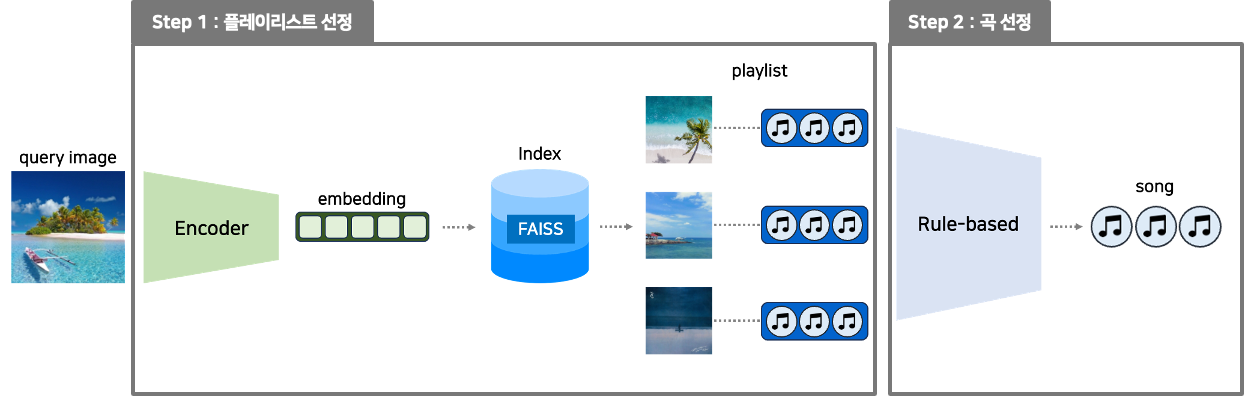 Step 1 : 플레이리스트 선정
Step 2 : 곡 선정
playlist
query image
Encoder
embedding
Index
FAISS
Rule-based
song